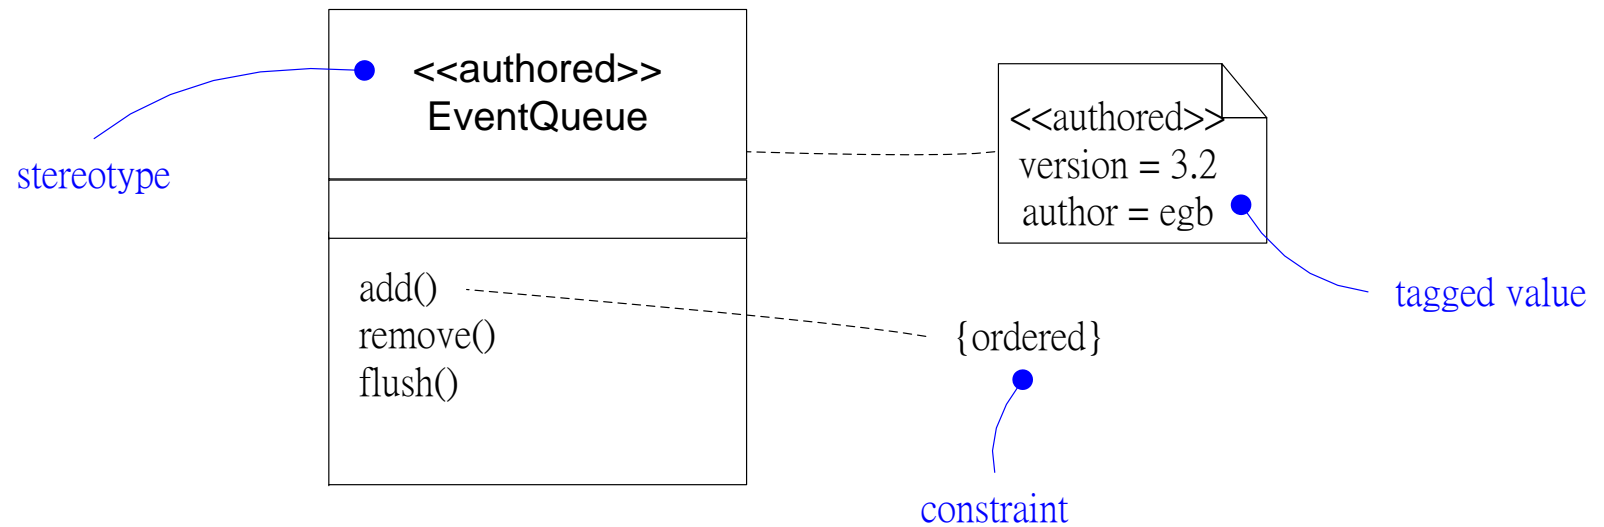 <<authored>>
EventQueue
stereotype
add()
remove()
flush()
<<authored>>
version = 3.2
author = egb
tagged value
{ordered}
constraint